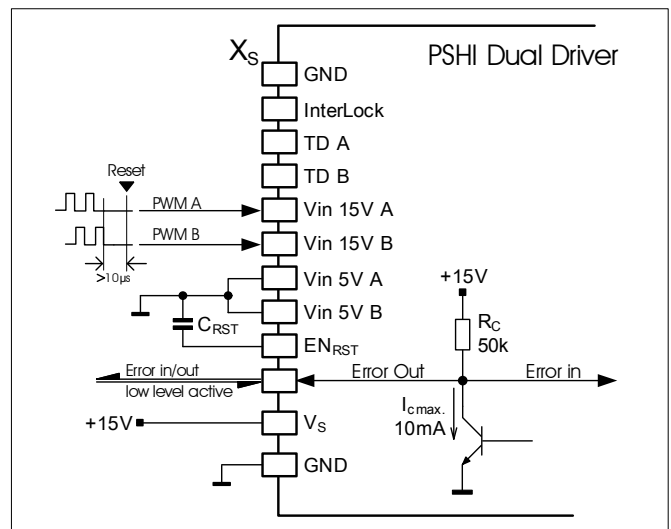 X_S
PSHI Dual Driver
GND
InterLock
TD A
TD B
Reset
PWM A
Vin 15V A
PWM B
Vin 15V B
>10µs
Vin 5V A
+15V
Vin 5V B
C_RST
R_C
50k
EN_RST
Error in/out
Error Out
Error in
low level active
I_cmax.
10mA
+15V
V_S
GND